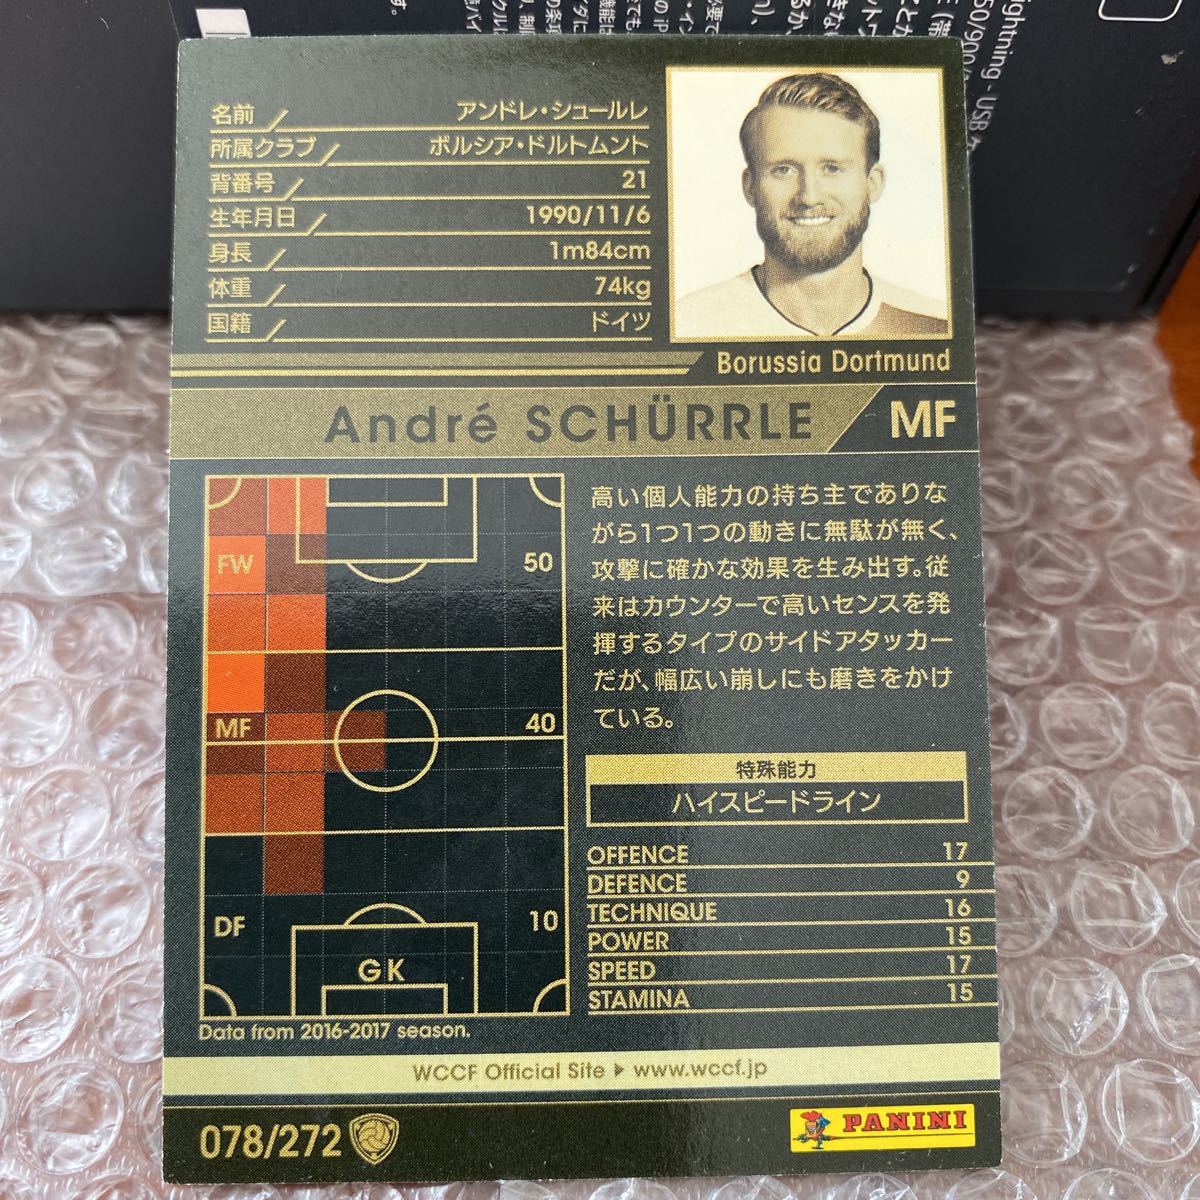 名前 アンドレ・シュールレ
所属クラブ ボルシア・ドルトムント
背番号 21
生年月日 1990/11/6
身長 1m84cm
体重 74kg
国籍 ドイツ
Borussia Dortmund
André SCHÜRRLE MF
FW 50
MF 40
DF 10
GK
Data from 2016-2017 season.
高い個人能力の持ち主でありな
がら1つ1つの動きに無駄が無く、
攻撃に確かな効果を生み出す。従
来はカウンターで高いセンスを発
揮するタイプのサイドアタッカー
だが、幅広い崩しにも磨きをかけ
ている。
特殊能力
ハイスピードライン
OFFENCE 17
DEFENCE 9
TECHNIQUE 16
POWER 15
SPEED 17
STAMINA 15
WCCF Official Site ▶ www.wccf.jp
078/272
PANINI